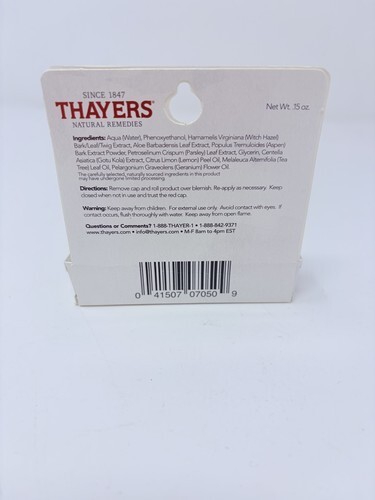 SINCE 1847
THAYERS®
NATURAL REMEDIES
Net Wt. .15 oz.
Ingredients: Aqua (Water), Phenoxyethanol, Hamamelis Virginiana (Witch Hazel)
Bark/Leaf/Twig Extract, Aloe Barbadensis Leaf Extract, Populus Tremuloides (Aspen)
Bark Extract Powder, Petroselinum Crispum (Parsley) Leaf Extract, Glycerin, Centella
Asiatica (Gotu Kola) Extract, Citrus Limon (Lemon) Peel Oil, Melaleuca Alternifolia (Tea
Tree) Leaf Oil, Pelargonium Graveolens (Geranium) Flower Oil.
The carefully selected, naturally sourced ingredients in this product
may have undergone limited processing.
Directions: Remove cap and roll product over blemish. Re-apply as necessary. Keep
closed when not in use and trust the red cap.
Warning: Keep away from children. For external use only. Avoid contact with eyes. If
contact occurs, flush thoroughly with water. Keep away from open flame.
Questions or Comments? 1-888-THAYER-1 • 1-888-842-9371
www.thayers.com • info@thayers.com • M-F 8am to 4pm EST
0 41507 07050 9